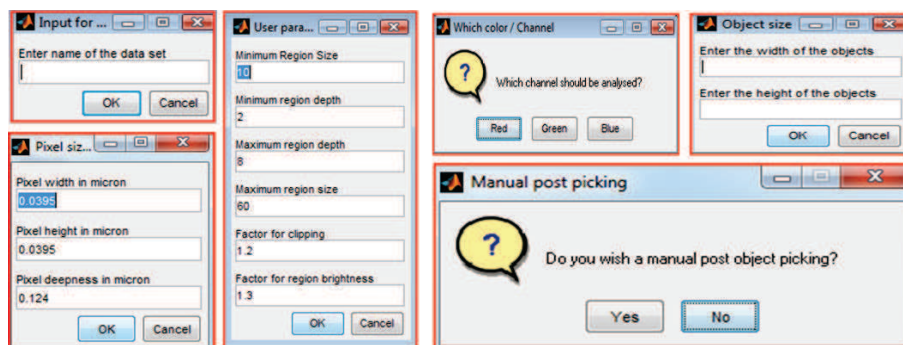 Input for ...
Enter name of the data set
OK Cancel
Pixel siz...
Pixel width in micron
0.0395
Pixel height in micron
0.0395
Pixel deepness in micron
0.124
OK Cancel
User para...
Minimum Region Size
10
Minimum region depth
2
Maximum region depth
8
Maximum region size
60
Factor for clipping
1.2
Factor for region brightness
1.3
OK Cancel
Which color / Channel
?
Which channel should be analysed?
Red Green Blue
Object size
Enter the width of the objects
Enter the height of the objects
OK Cancel
Manual post picking
?
Do you wish a manual post object picking?
Yes No